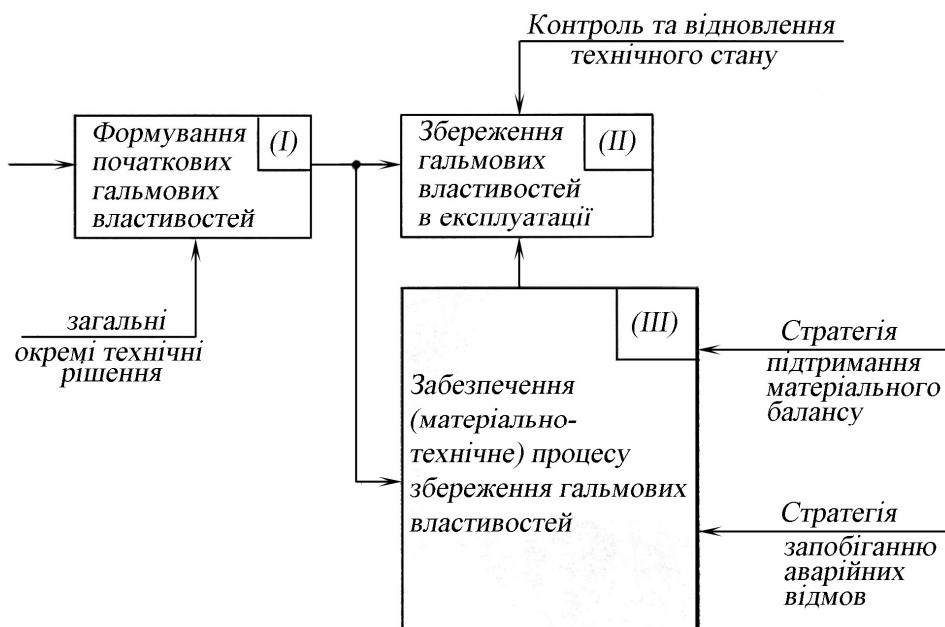 Контроль та відновлення
технічного стану
Формування
початкових
гальмових
властивостей
(I)
Збереження
гальмових
властивостей
в експлуатації
(II)
загальні
окремі технічні
рішення
(III)
Забезпечення
(матеріально-
технічне) процесу
збереження гальмових
властивостей
Стратегія
підтримання
матеріального
балансу
Стратегія
запобіганню
аварійних
відмов